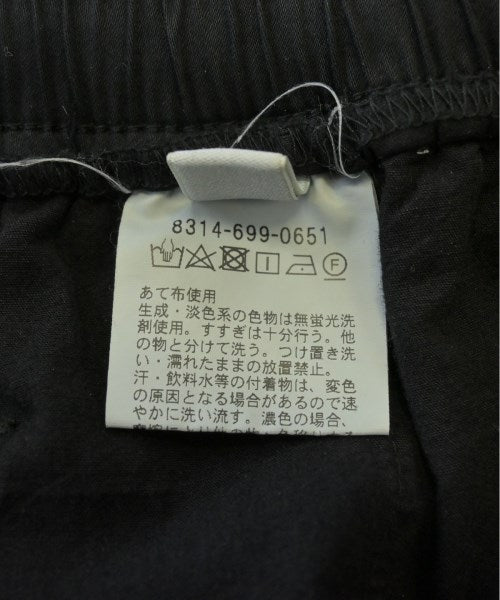 8314-699-0651
あて布使用
生成・淡色系の色物は無蛍光洗
剤使用。すすぎは十分行う。他
の物と分けて洗う。つけ置き洗
い・濡れたままの放置禁止。
汗・飲料水等の付着物は、変色
の原因となる場合があるので速
やかに洗い流す。濃色の場合、